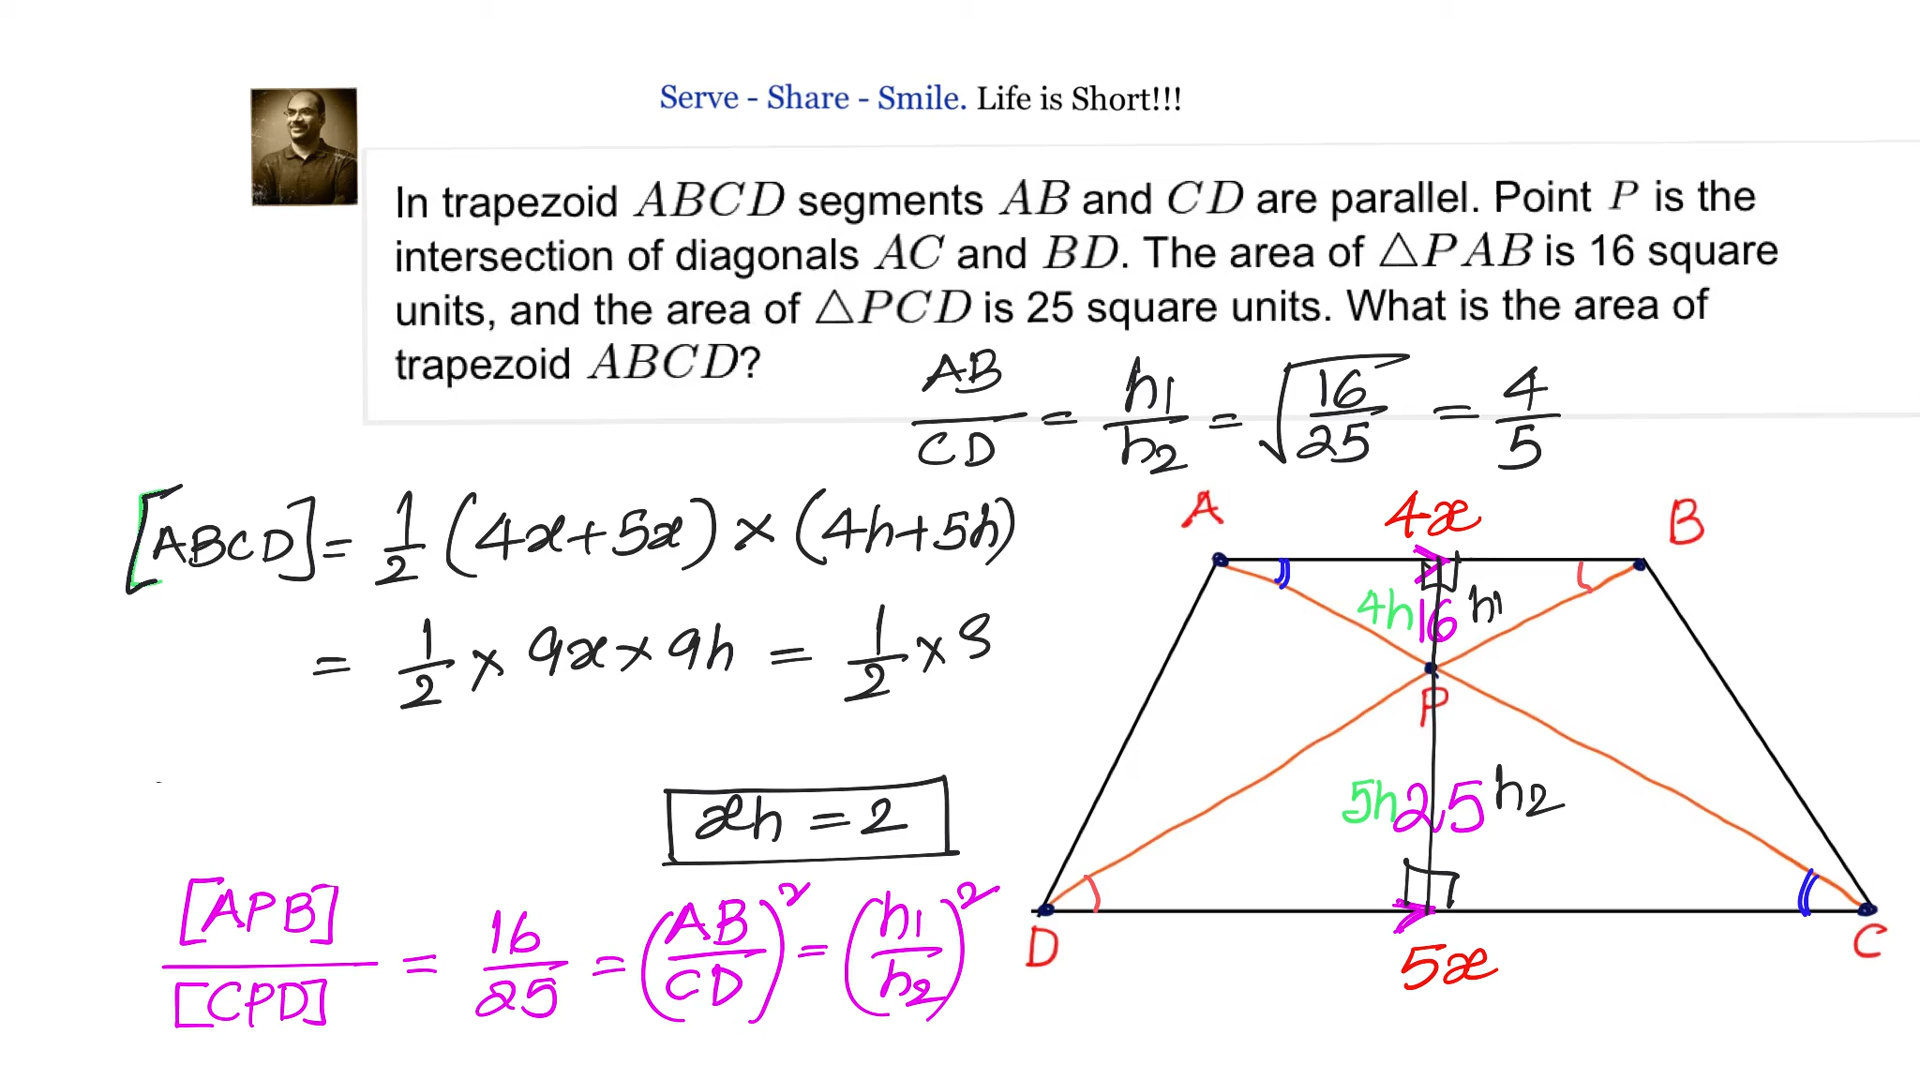 Serve - Share - Smile. Life is Short!!!
In trapezoid ABCD segments AB and CD are parallel. Point P is the
intersection of diagonals AC and BD. The area of △PAB is 16 square
units, and the area of △PCD is 25 square units. What is the area of
trapezoid ABCD?
AB/CD = h1/h2 = √(16/25) = 4/5
[ABCD] = 1/2 (4x+5x) × (4h+5h)
= 1/2 × 9x × 9h = 1/2 × 8
xh = 2
[APB]/[CPD] = 16/25 = (AB/CD)² = (h1/h2)²
A 4x B
4h 16 h1
P
5h 25 h2
D 5x C